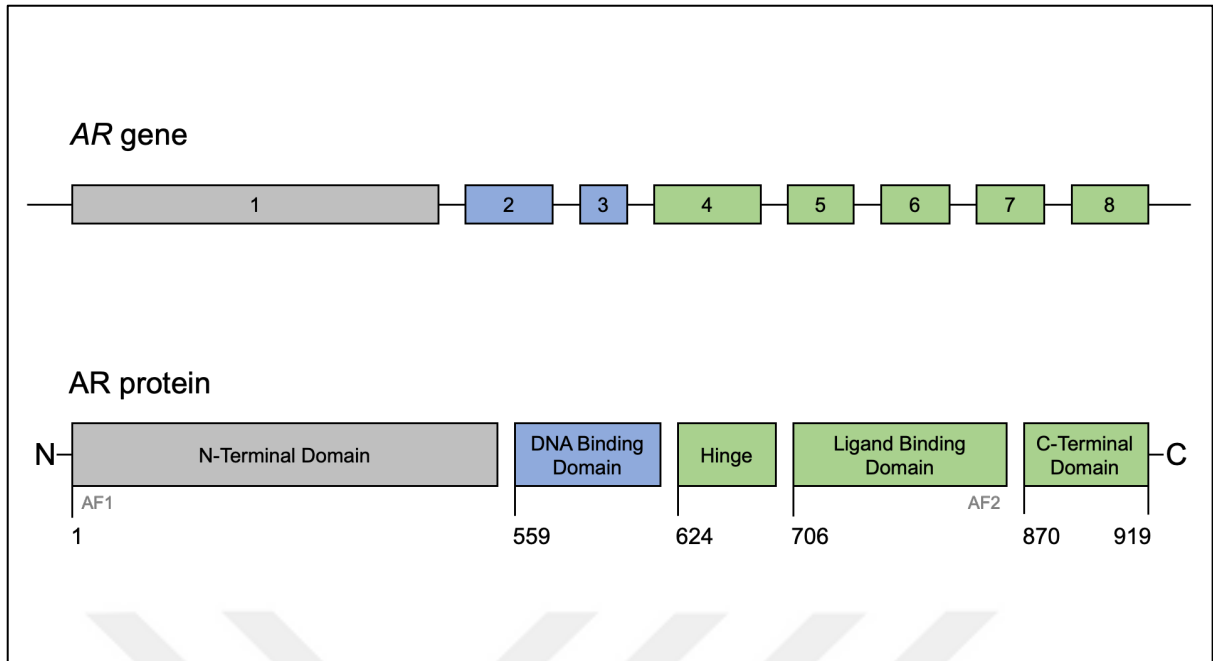 AR gene
1 2 3 4 5 6 7 8
AR protein
N N-Terminal Domain DNA Binding Domain Hinge Ligand Binding Domain C-Terminal Domain C
AF1 AF2
1 559 624 706 870 919